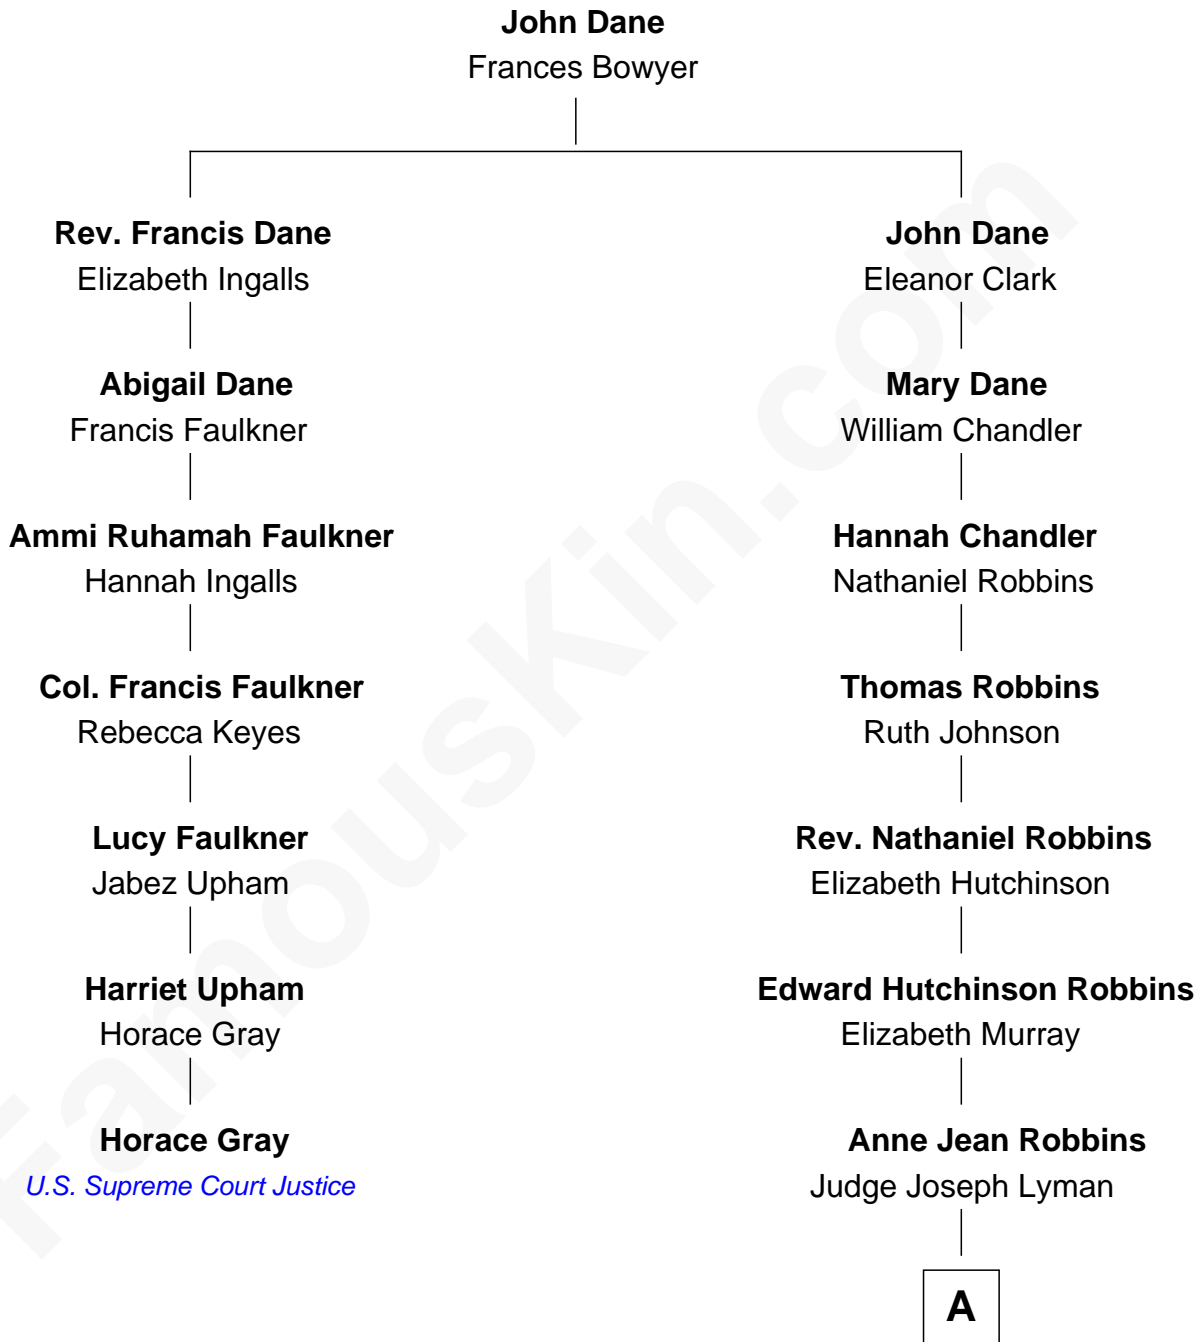 John Dane
Frances Bowyer
Rev. Francis Dane
Elizabeth Ingalls
John Dane
Eleanor Clark
Abigail Dane
Francis Faulkner
Mary Dane
William Chandler
Ammi Ruhamah Faulkner
Hannah Ingalls
Hannah Chandler
Nathaniel Robbins
Col. Francis Faulkner
Rebecca Keyes
Thomas Robbins
Ruth Johnson
Lucy Faulkner
Jabez Upham
Rev. Nathaniel Robbins
Elizabeth Hutchinson
Harriet Upham
Horace Gray
Edward Hutchinson Robbins
Elizabeth Murray
Horace Gray
U.S. Supreme Court Justice
Anne Jean Robbins
Judge Joseph Lyman
A
FamousKin.com